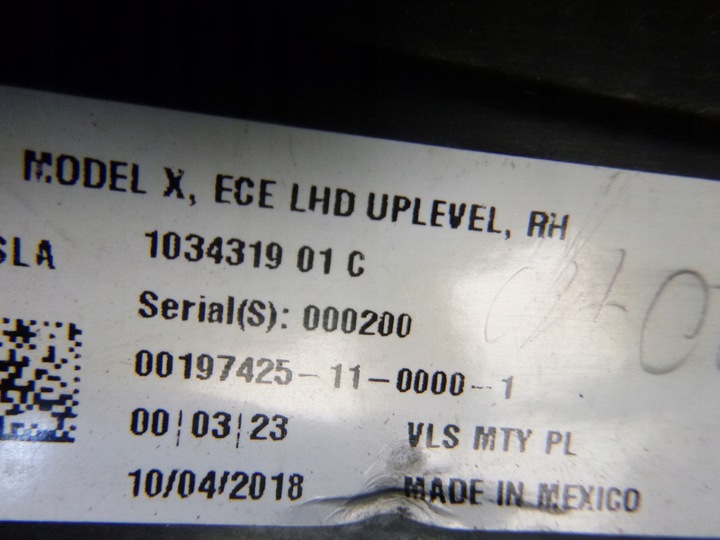 MODEL X, ECE LHD UPLEVEL, RH
SLA 1034319 01 C
Serial(S): 000200
00197425-11-0000-1
00|03|23 VLS MTY PL
10/04/2018 MADE IN MEXICO